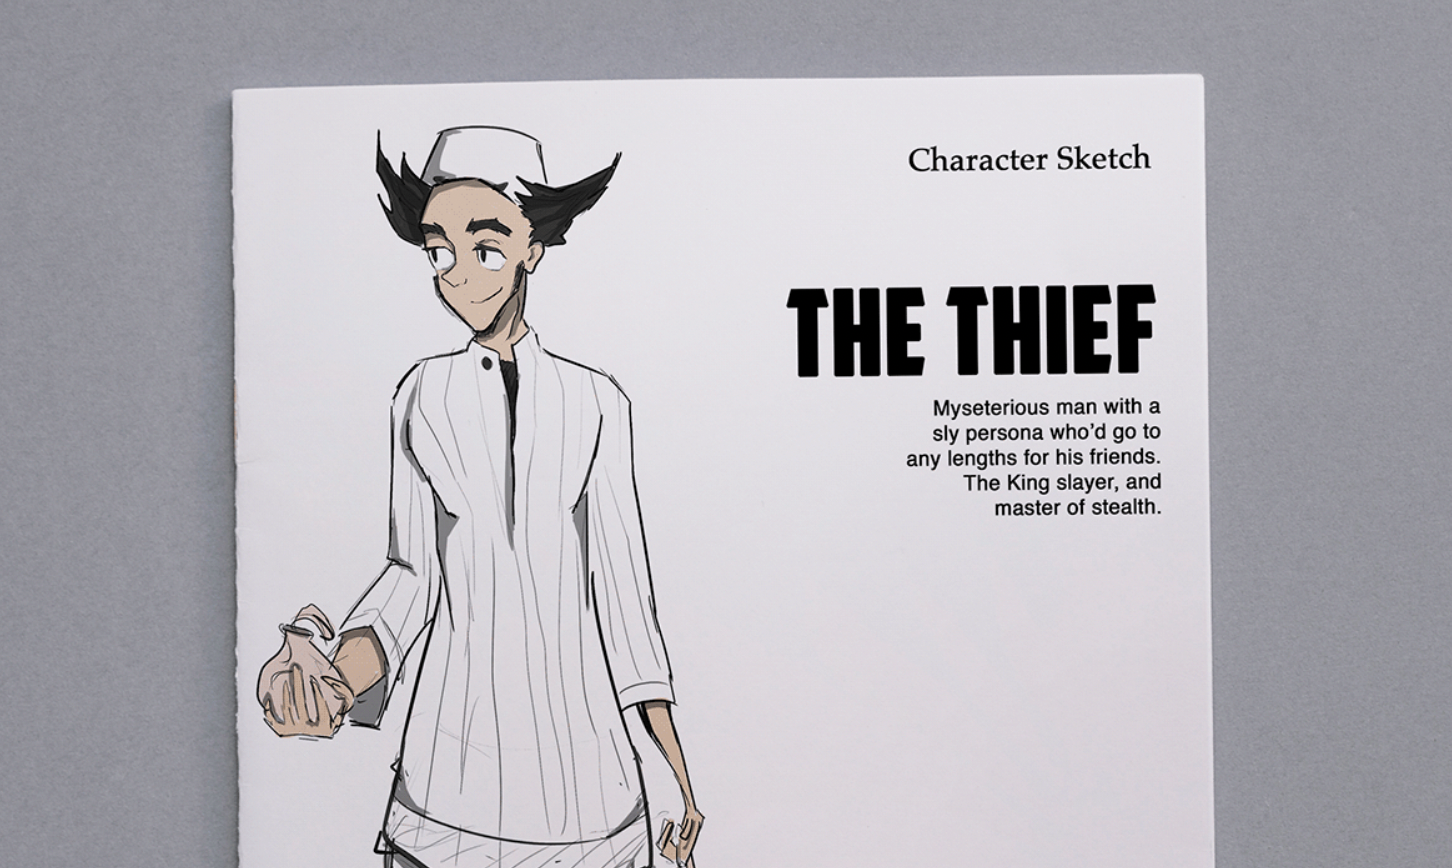 Character Sketch
THE THIEF
Myseterious man with a
sly persona who'd go to
any lengths for his friends.
The King slayer, and
master of stealth.